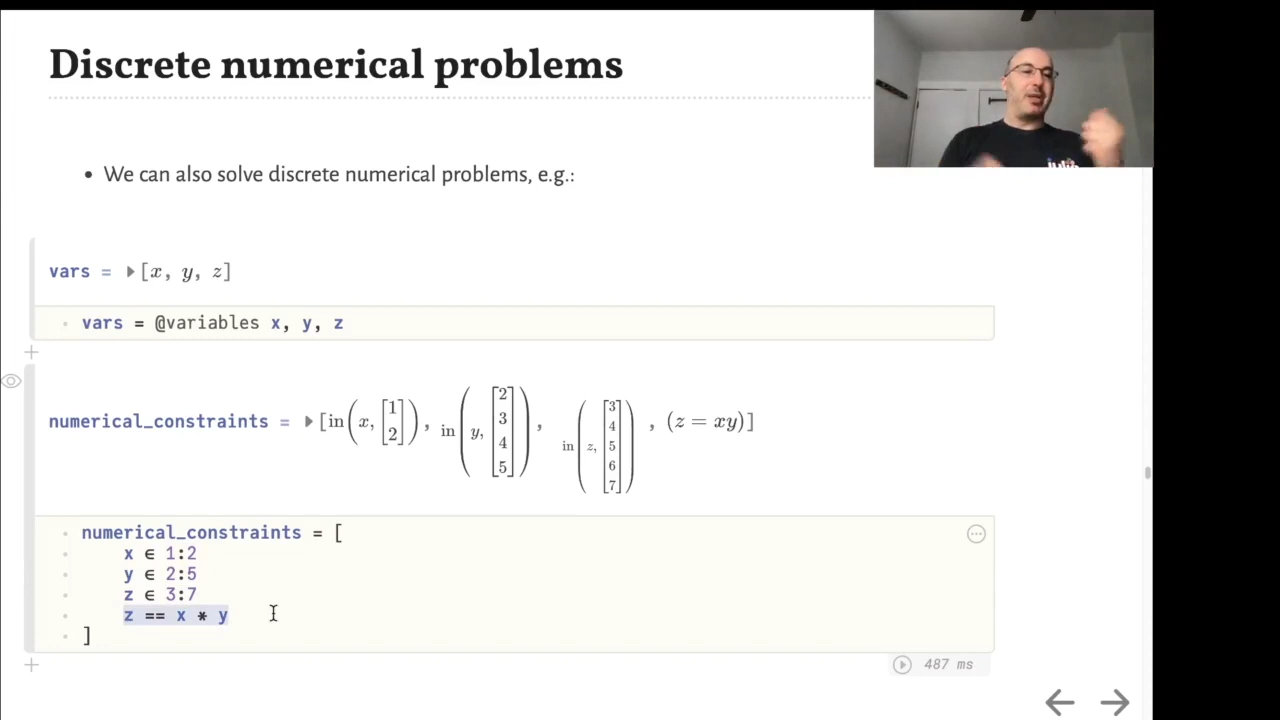 Discrete numerical problems
• We can also solve discrete numerical problems, e.g.:
vars = [x, y, z]
vars = @variables x, y, z
numerical_constraints = [in(x, [1 2]), in(y, [2 3 4 5]), in(z, [3 4 5 6 7]), (z = xy)]
numerical_constraints = [
x ∈ 1:2
y ∈ 2:5
z ∈ 3:7
z == x * y
]
487 ms